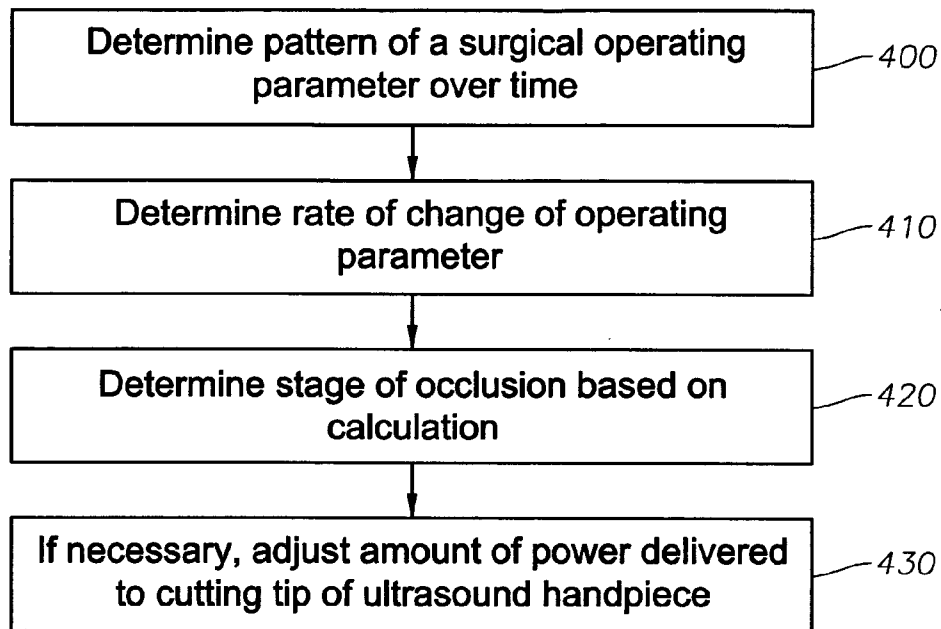 Determine pattern of a surgical operating
parameter over time
400
Determine rate of change of operating
parameter
410
Determine stage of occlusion based on
calculation
420
If necessary, adjust amount of power delivered
to cutting tip of ultrasound handpiece
430